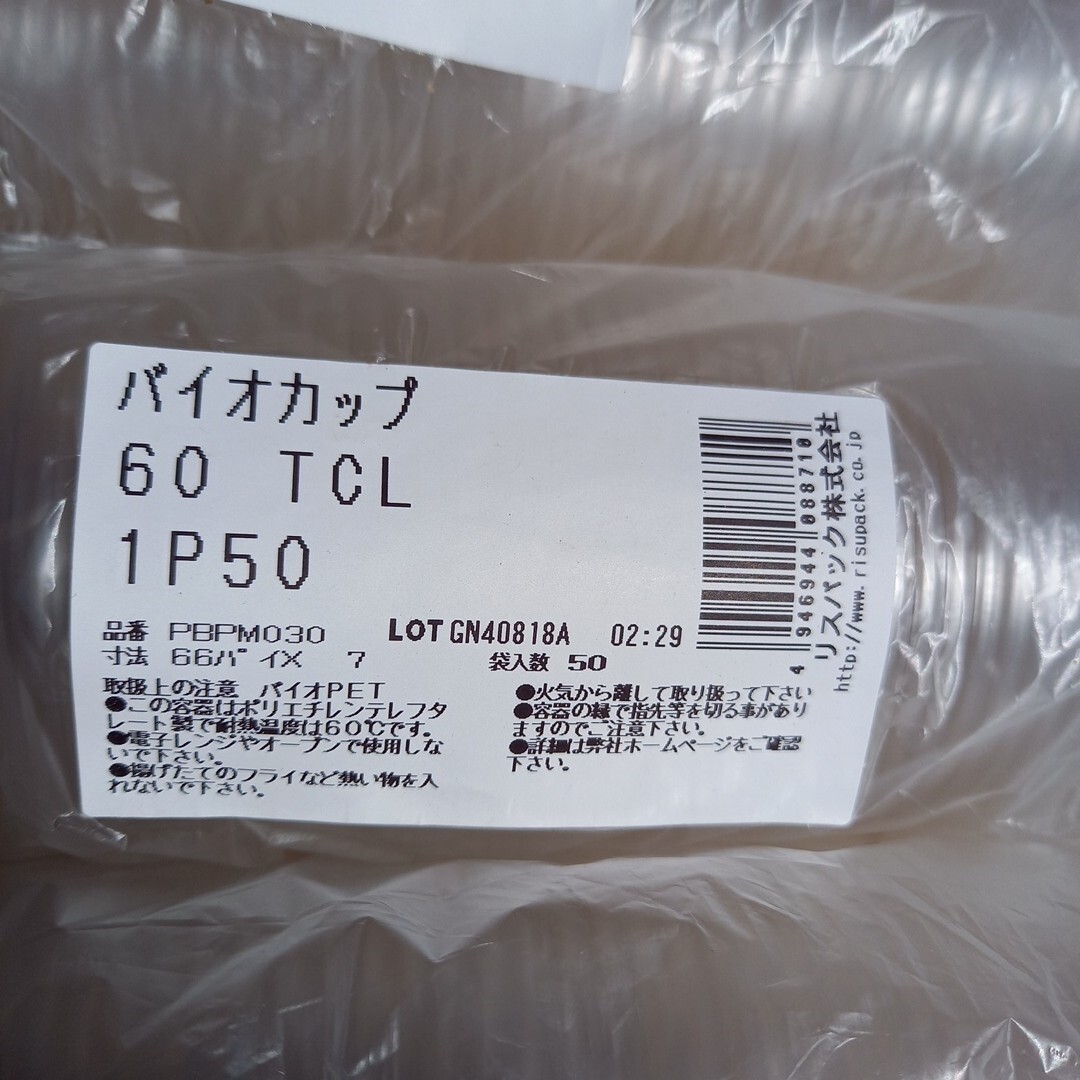 バイオカップ
60 TCL
1P50
品番 PBPM030 LOT GN40818A 02:29
寸法 66パイX 7 袋入数 50
取扱上の注意 バイオPET
●この容器はポリエチレンテレフタ
レート製で耐熱温度は60℃です。
●電子レンジやオーブンで使用しな
いで下さい。
●揚げたてのフライなど熱い物を入
れないで下さい。
●火気から離して取り扱って下さい
●容器の縁で指先等を切る事があり
ますのでご注意下さい。
●詳細は弊社ホームページをご確認
下さい。
4 946944 088710
リスパック株式会社
http://www.risupack.co.jp